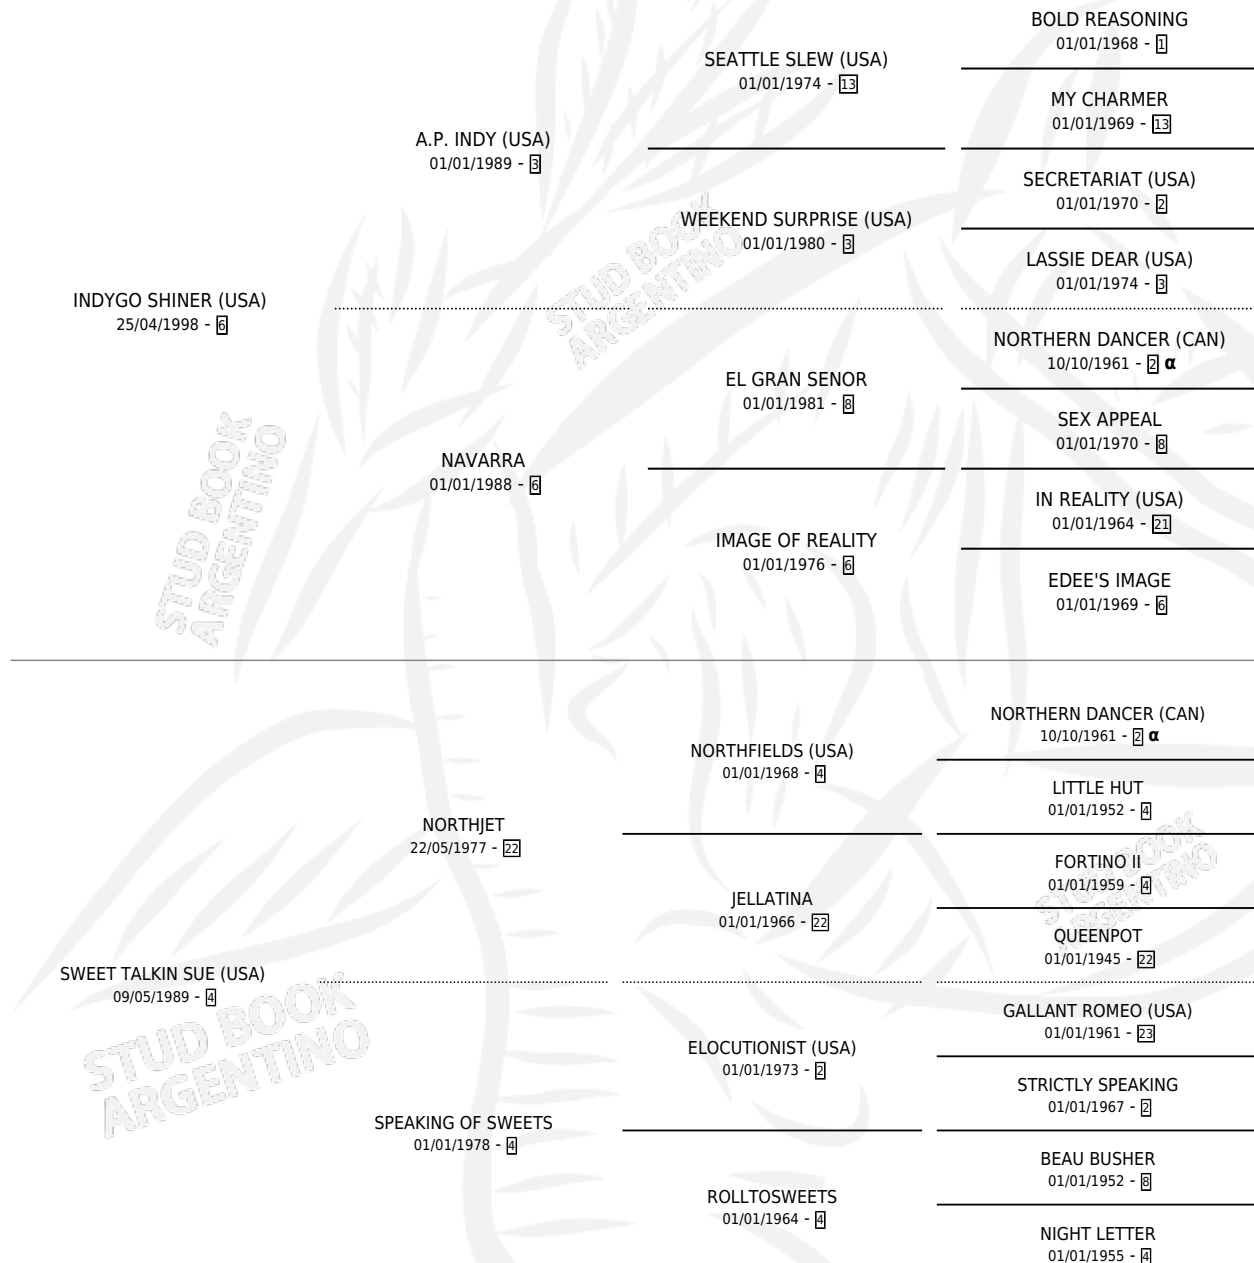 BOLD REASONING
01/01/1968 - 1
SEATTLE SLEW (USA)
01/01/1974 - 13
MY CHARMER
01/01/1969 - 13
A.P. INDY (USA)
01/01/1989 - 3
SECRETARIAT (USA)
01/01/1970 - 2
WEEKEND SURPRISE (USA)
01/01/1980 - 3
LASSIE DEAR (USA)
01/01/1974 - 3
INDYGO SHINER (USA)
25/04/1998 - 6
NORTHERN DANCER (CAN)
10/10/1961 - 2 α
EL GRAN SENOR
01/01/1981 - 8
SEX APPEAL
01/01/1970 - 8
NAVARRA
01/01/1988 - 6
IN REALITY (USA)
01/01/1964 - 21
IMAGE OF REALITY
01/01/1976 - 6
EDEE'S IMAGE
01/01/1969 - 6
NORTHERN DANCER (CAN)
10/10/1961 - 2 α
NORTHFIELDS (USA)
01/01/1968 - 4
LITTLE HUT
01/01/1952 - 4
NORTHJET
22/05/1977 - 22
FORTINO II
01/01/1959 - 4
JELLATINA
01/01/1966 - 22
QUEENPOT
01/01/1945 - 22
SWEET TALKIN SUE (USA)
09/05/1989 - 4
GALLANT ROMEO (USA)
01/01/1961 - 23
ELOCUTIONIST (USA)
01/01/1973 - 2
STRICTLY SPEAKING
01/01/1967 - 2
SPEAKING OF SWEETS
01/01/1978 - 4
BEAU BUSHER
01/01/1952 - 8
ROLLTOSWEETS
01/01/1964 - 4
NIGHT LETTER
01/01/1955 - 4
STUD BOOK
ARGENTINO
STUD BOOK
ARGENTINO
STUD BOOK
ARGENTINO
STUD BOOK
ARGENTINO